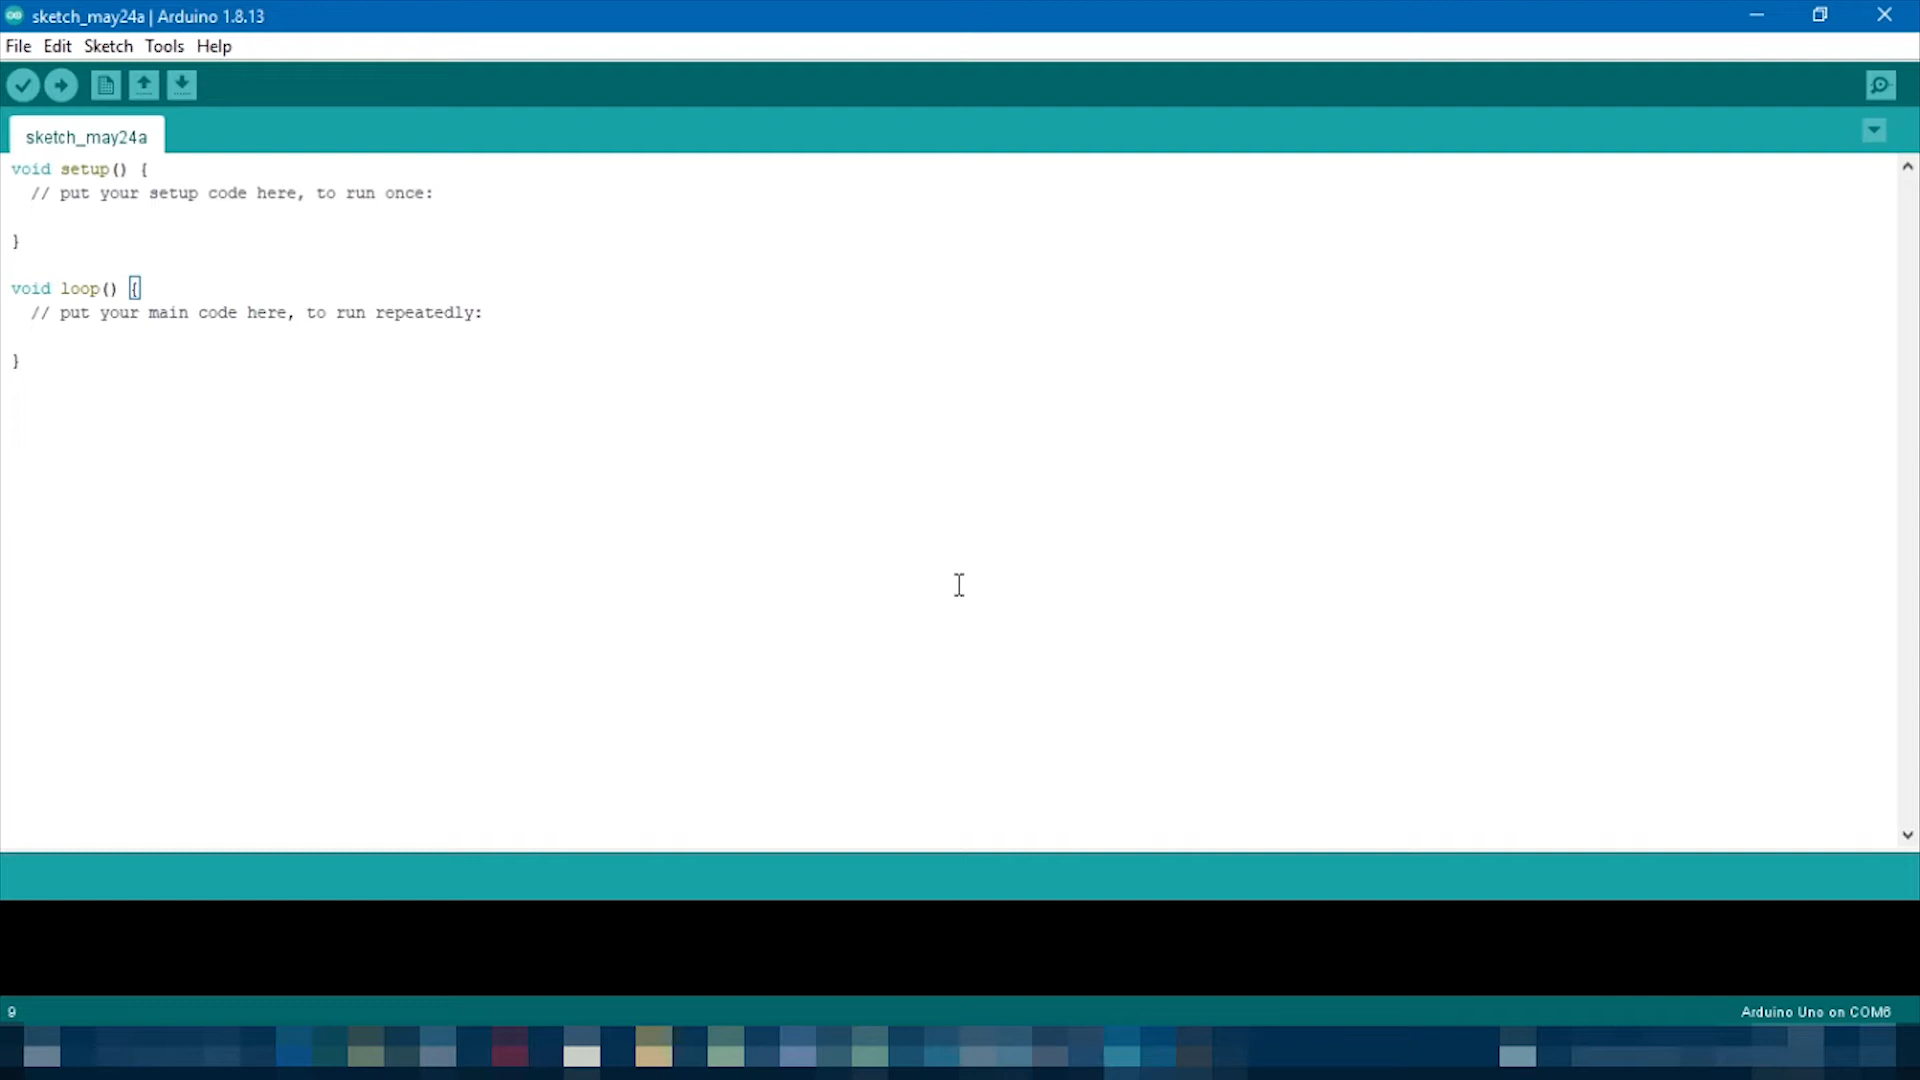 sketch_may24a | Arduino 1.8.13
File Edit Sketch Tools Help
sketch_may24a
void setup() {
  // put your setup code here, to run once:
}
void loop() {
  // put your main code here, to run repeatedly:
}
9
Arduino Uno on COM6